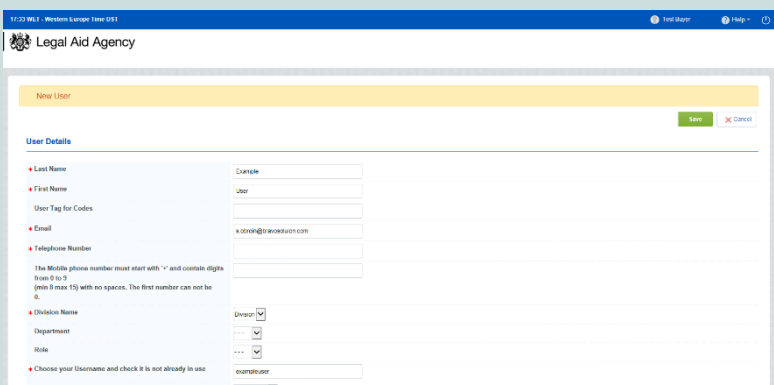 17:33 WET - Western Europe Time DST
Test Buyer
Help
Legal Aid Agency
New User
Save
Cancel
User Details
Last Name
Example
First Name
User
User Tag for Codes
Email
Telephone Number
The Mobile phone number must start with '+' and contain digits
from 0 to 9
(min 8 max 15) with no spaces. The first number can not be
0.
Division Name
Division
Department
---
Role
---
Choose your Username and check it is not already in use
exampleuser